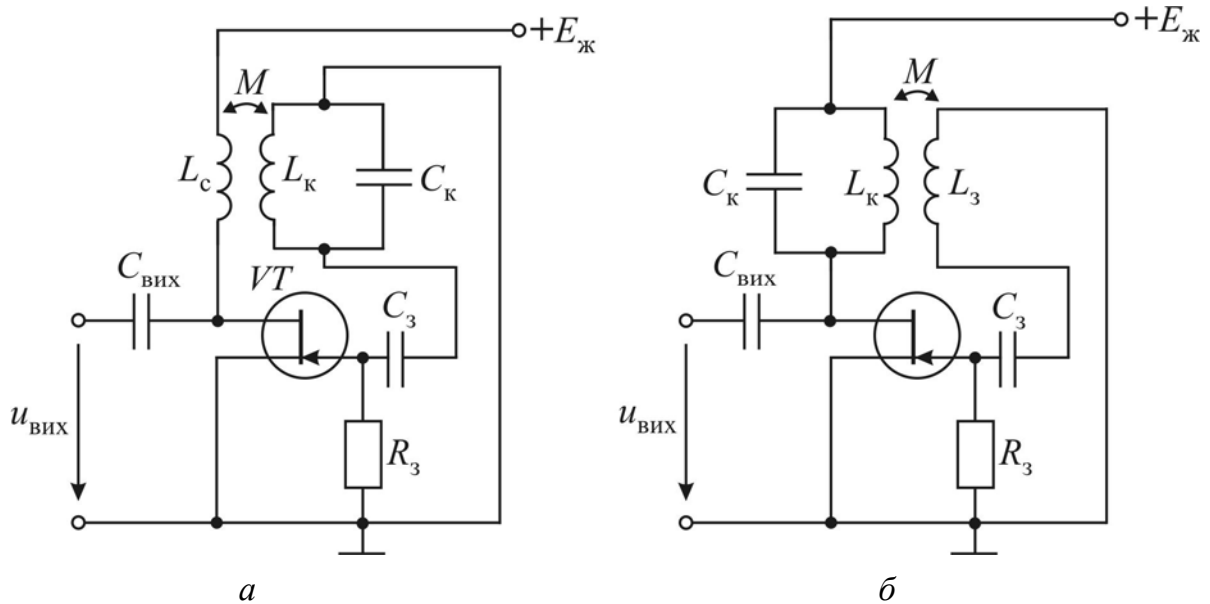 +Eж
M
Lс
Lк
Cк
Cвих
VT
Cз
uвих
Rз
а
+Eж
M
Cк
Lк
Lз
Cвих
Cз
uвих
Rз
б